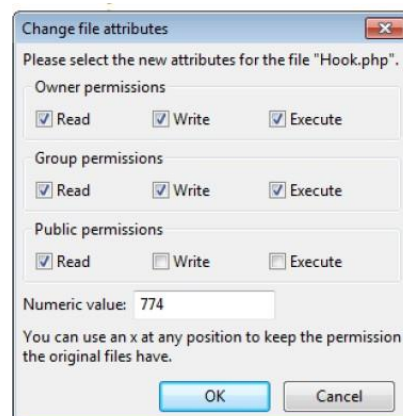 Change file attributes
Please select the new attributes for the file "Hook.php".
Owner permissions
Read Write Execute
Group permissions
Read Write Execute
Public permissions
Read Write Execute
Numeric value: 774
You can use an x at any position to keep the permission
the original files have.
OK Cancel